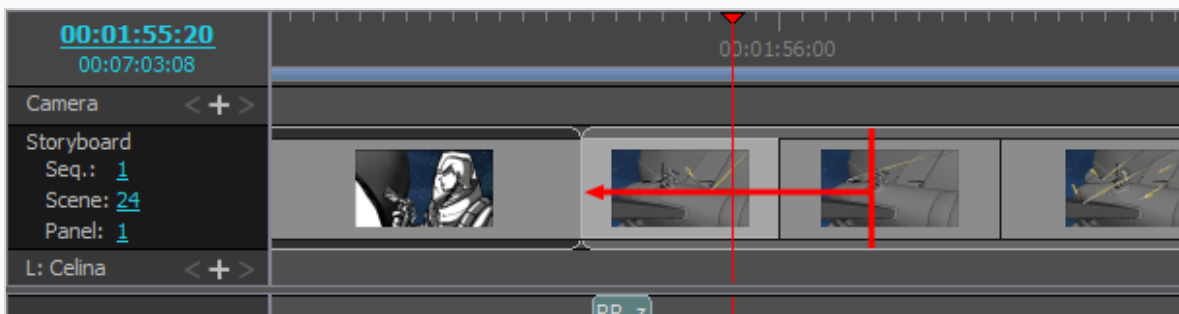 00:01:55:20
00:07:03:08
00:01:56:00
Camera < + >
Storyboard
Seq.: 1
Scene: 24
Panel: 1
L: Celina < + >